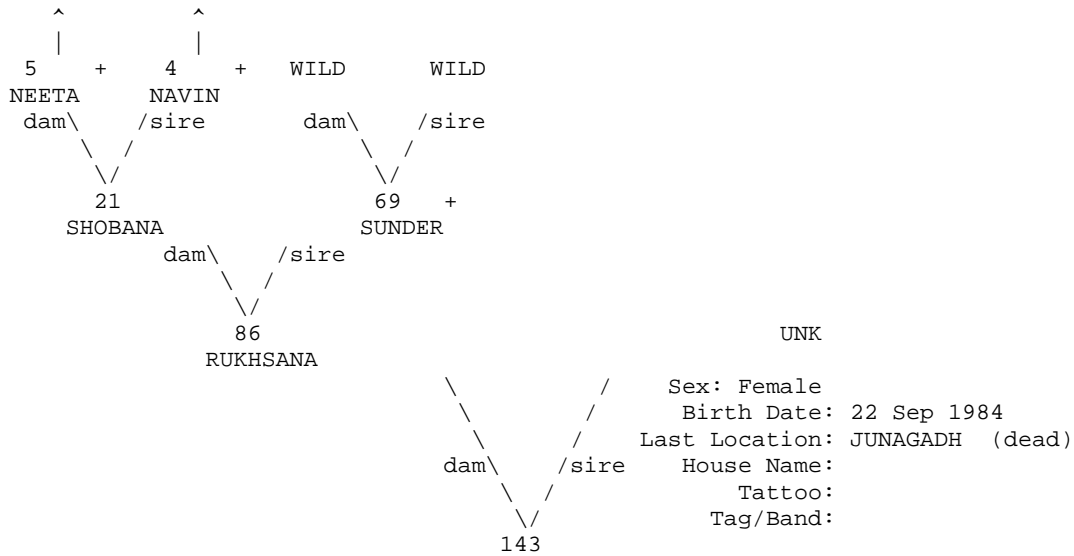 ^ ^
| |
5 + 4 + WILD WILD
NEETA NAVIN
dam\ /sire dam\ /sire
\ / \ /
\/ \/
21 69 +
SHOBANA SUNDER
dam\ /sire
\ /
\/
86 UNK
RUKHSANA
\ / Sex: Female
\ / Birth Date: 22 Sep 1984
\ / Last Location: JUNAGADH (dead)
dam\ /sire House Name:
\ / Tattoo:
\/ Tag/Band:
143